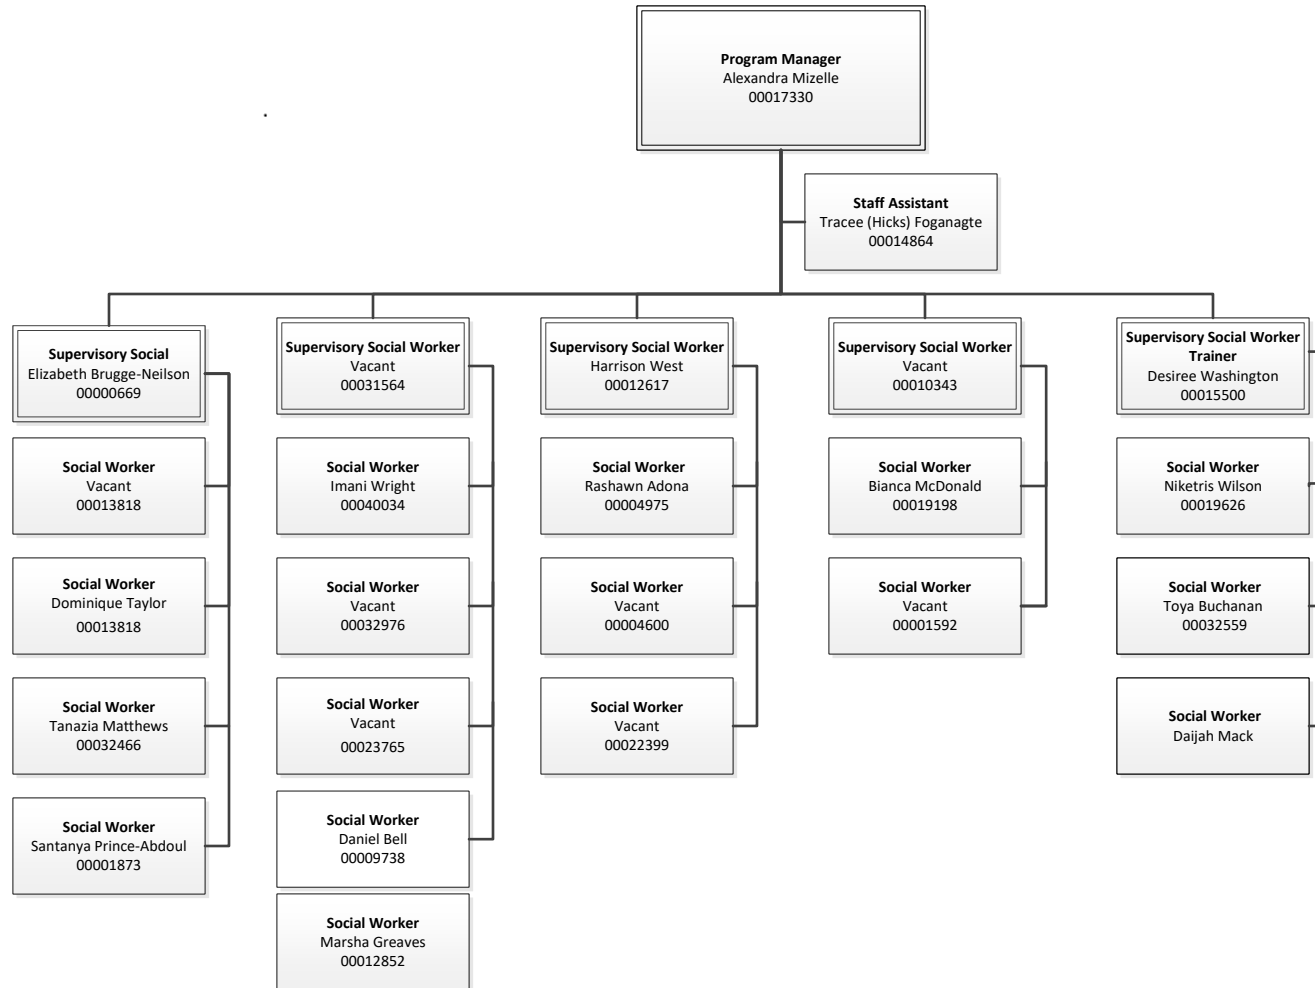 Program Manager
Alexandra Mizelle
00017330
.
Staff Assistant
Tracee (Hicks) Foganagte
00014864
Supervisory Social
Elizabeth Brugge-Neilson
00000669
Social Worker
Vacant
00013818
Social Worker
Dominique Taylor
00013818
Social Worker
Tanazia Matthews
00032466
Social Worker
Santanya Prince-Abdoul
00001873
Supervisory Social Worker
Vacant
00031564
Social Worker
Imani Wright
00040034
Social Worker
Vacant
00032976
Social Worker
Vacant
00023765
Social Worker
Daniel Bell
00009738
Social Worker
Marsha Greaves
00012852
Supervisory Social Worker
Harrison West
00012617
Social Worker
Rashawn Adona
00004975
Social Worker
Vacant
00004600
Social Worker
Vacant
00022399
Supervisory Social Worker
Vacant
00010343
Social Worker
Bianca McDonald
00019198
Social Worker
Vacant
00001592
Supervisory Social Worker
Trainer
Desiree Washington
00015500
Social Worker
Niketris Wilson
00019626
Social Worker
Toya Buchanan
00032559
Social Worker
Daijah Mack